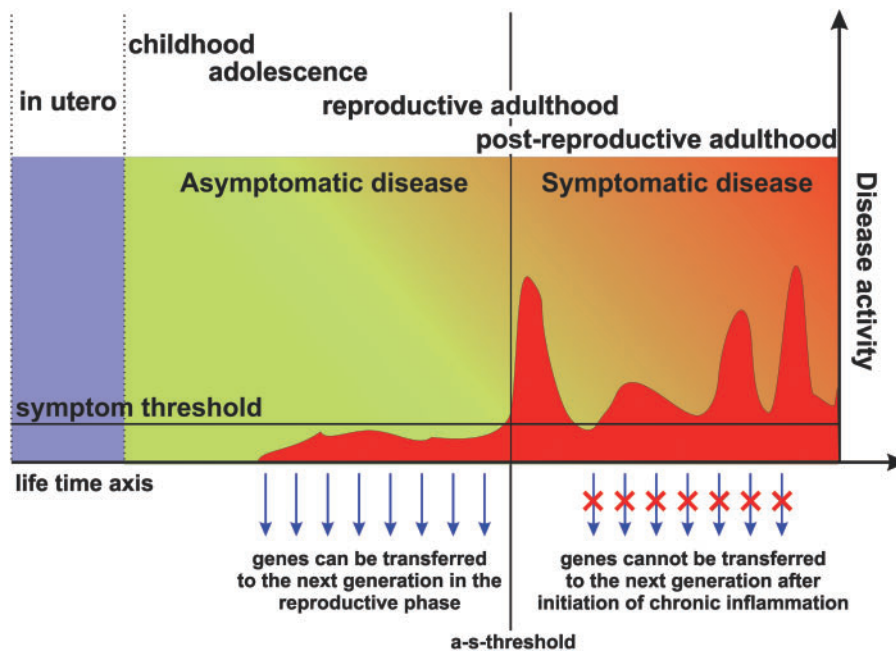 childhood
adolescence
in utero
reproductive adulthood
post-reproductive adulthood
Asymptomatic disease
Symptomatic disease
Disease activity
symptom threshold
life time axis
genes can be transferred
to the next generation in the
reproductive phase
genes cannot be transferred
to the next generation after
initiation of chronic inflammation
a-s-threshold